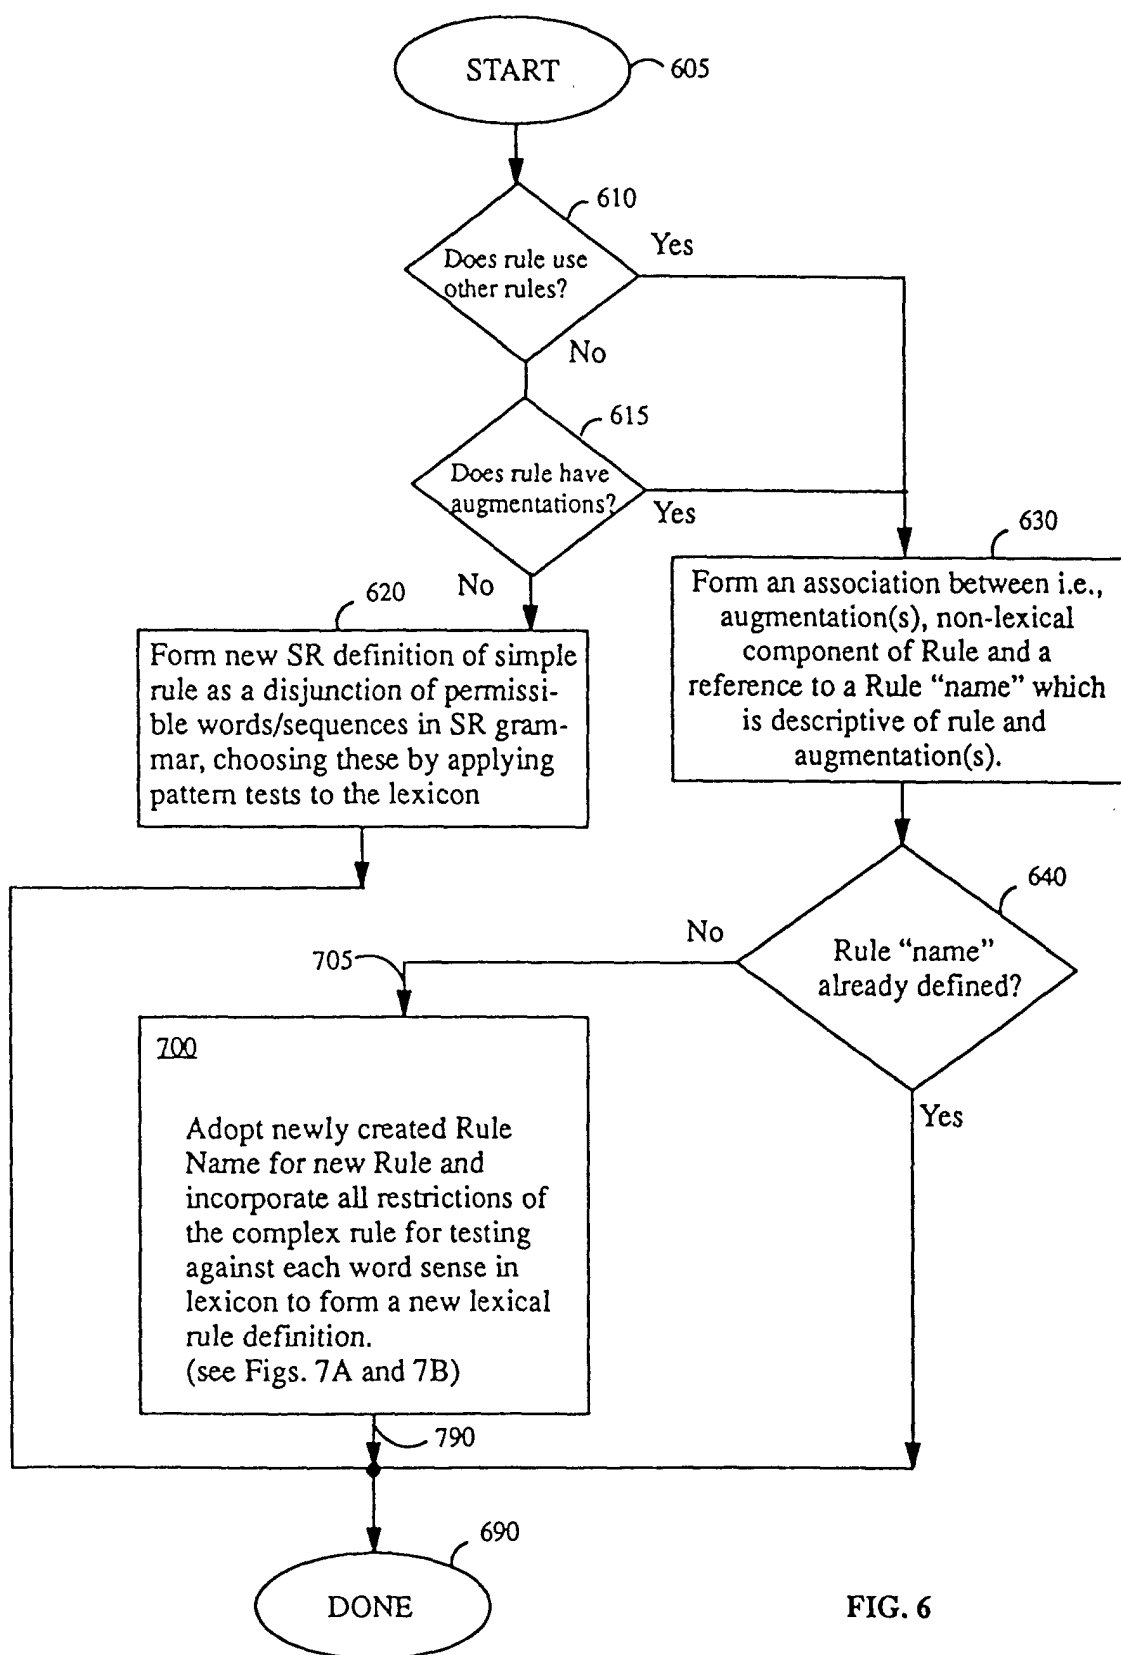 START
605
610
Does rule use
other rules?
Yes
No
615
Does rule have
augmentations?
Yes
No
620
Form new SR definition of simple
rule as a disjunction of permissi-
ble words/sequences in SR gram-
mar, choosing these by applying
pattern tests to the lexicon
630
Form an association between i.e.,
augmentation(s), non-lexical
component of Rule and a
reference to a Rule “name” which
is descriptive of rule and
augmentation(s).
640
Rule “name”
already defined?
No
Yes
705
700
Adopt newly created Rule
Name for new Rule and
incorporate all restrictions of
the complex rule for testing
against each word sense in
lexicon to form a new lexical
rule definition.
(see Figs. 7A and 7B)
790
690
DONE
FIG. 6